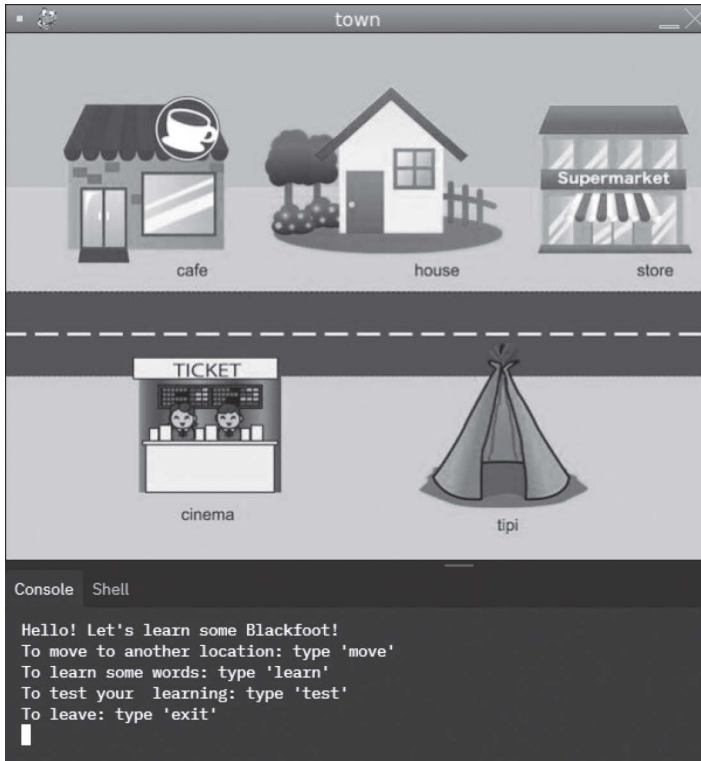 town
Supermarket
cafe
house
store
TICKET
cinema
tipi
Console Shell
Hello! Let's learn some Blackfoot!
To move to another location: type 'move'
To learn some words: type 'learn'
To test your  learning: type 'test'
To leave: type 'exit'